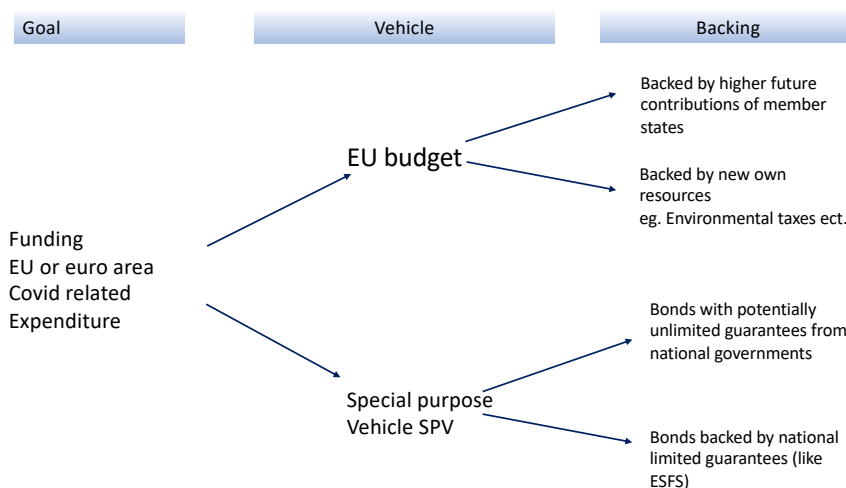 Goal
Vehicle
Backing
Funding
EU or euro area
Covid related
Expenditure
EU budget
Backed by higher future
contributions of member
states
Backed by new own
resources
eg. Environmental taxes ect.
Special purpose
Vehicle SPV
Bonds with potentially
unlimited guarantees from
national governments
Bonds backed by national
limited guarantees (like
ESFS)